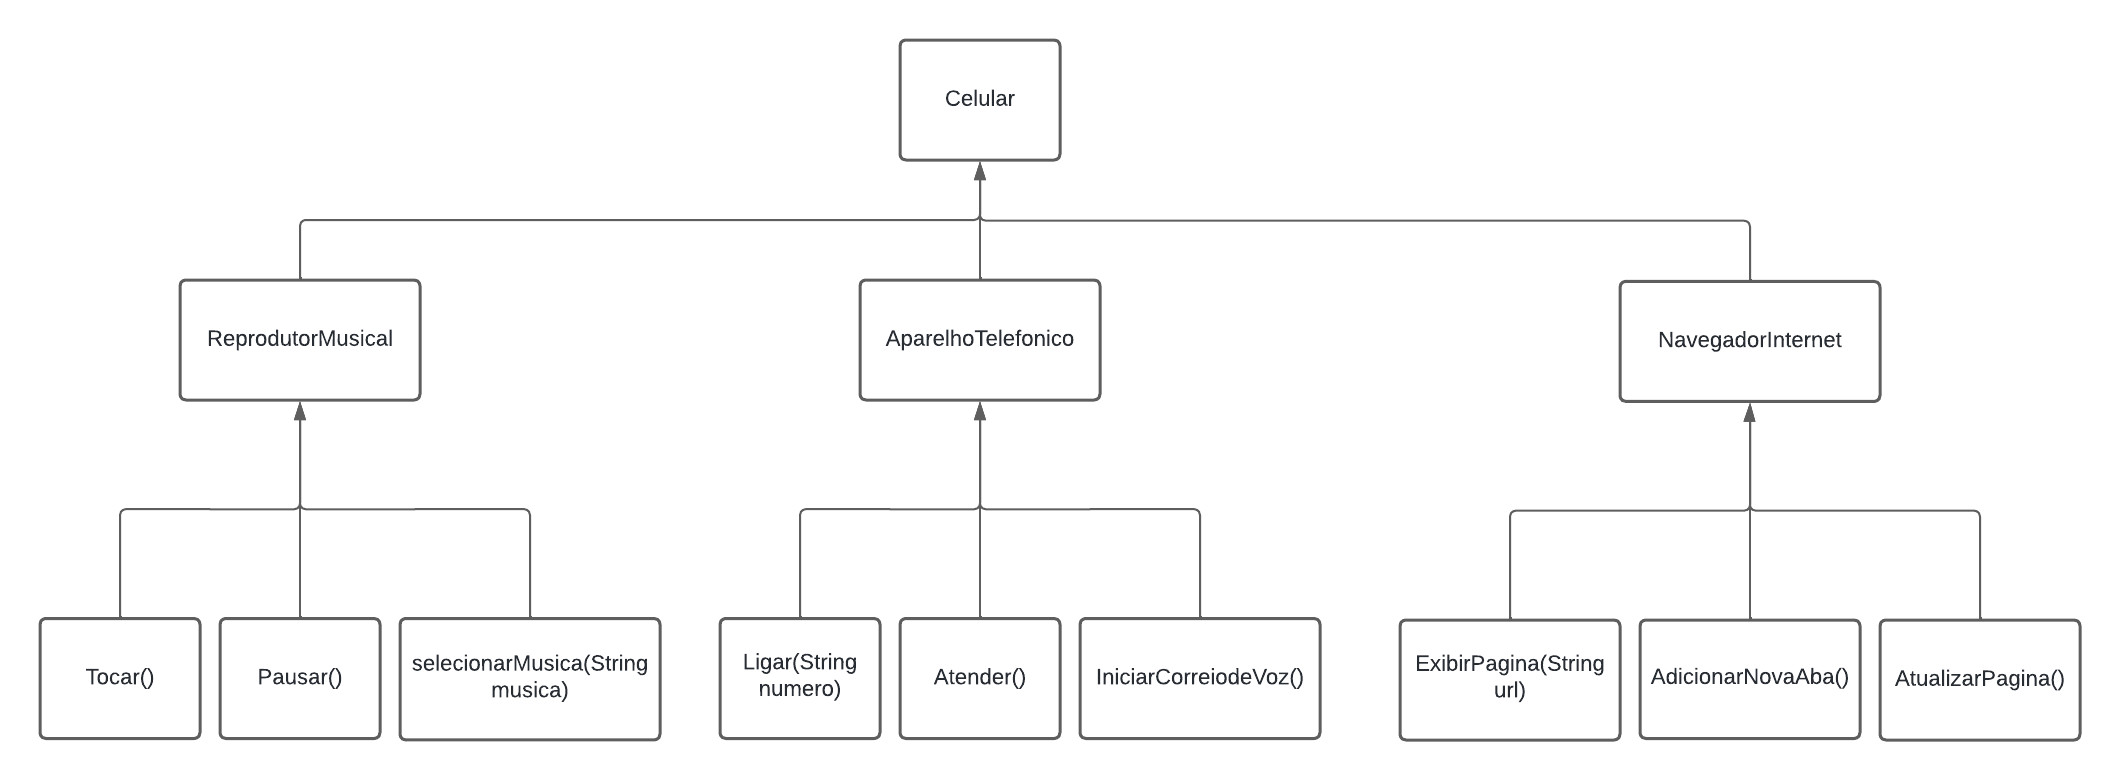 Celular
ReprodutorMusical
AparelhoTelefonico
NavegadorInternet
Tocar()
Pausar()
selecionarMusica(String
musica)
Ligar(String
numero)
Atender()
IniciarCorreiodeVoz()
ExibirPagina(String
url)
AdicionarNovaAba()
AtualizarPagina()